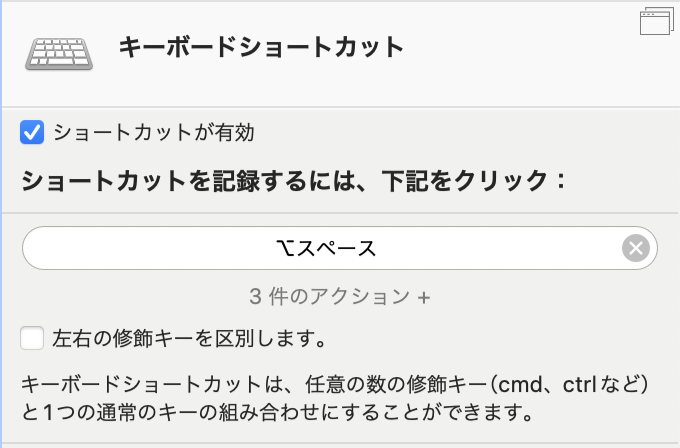 キーボードショートカット
ショートカットが有効
ショートカットを記録するには、下記をクリック：
⌥スペース
3 件のアクション +
左右の修飾キーを区別します。
キーボードショートカットは、任意の数の修飾キー（cmd、ctrlなど）
と1つの通常のキーの組み合わせにすることができます。